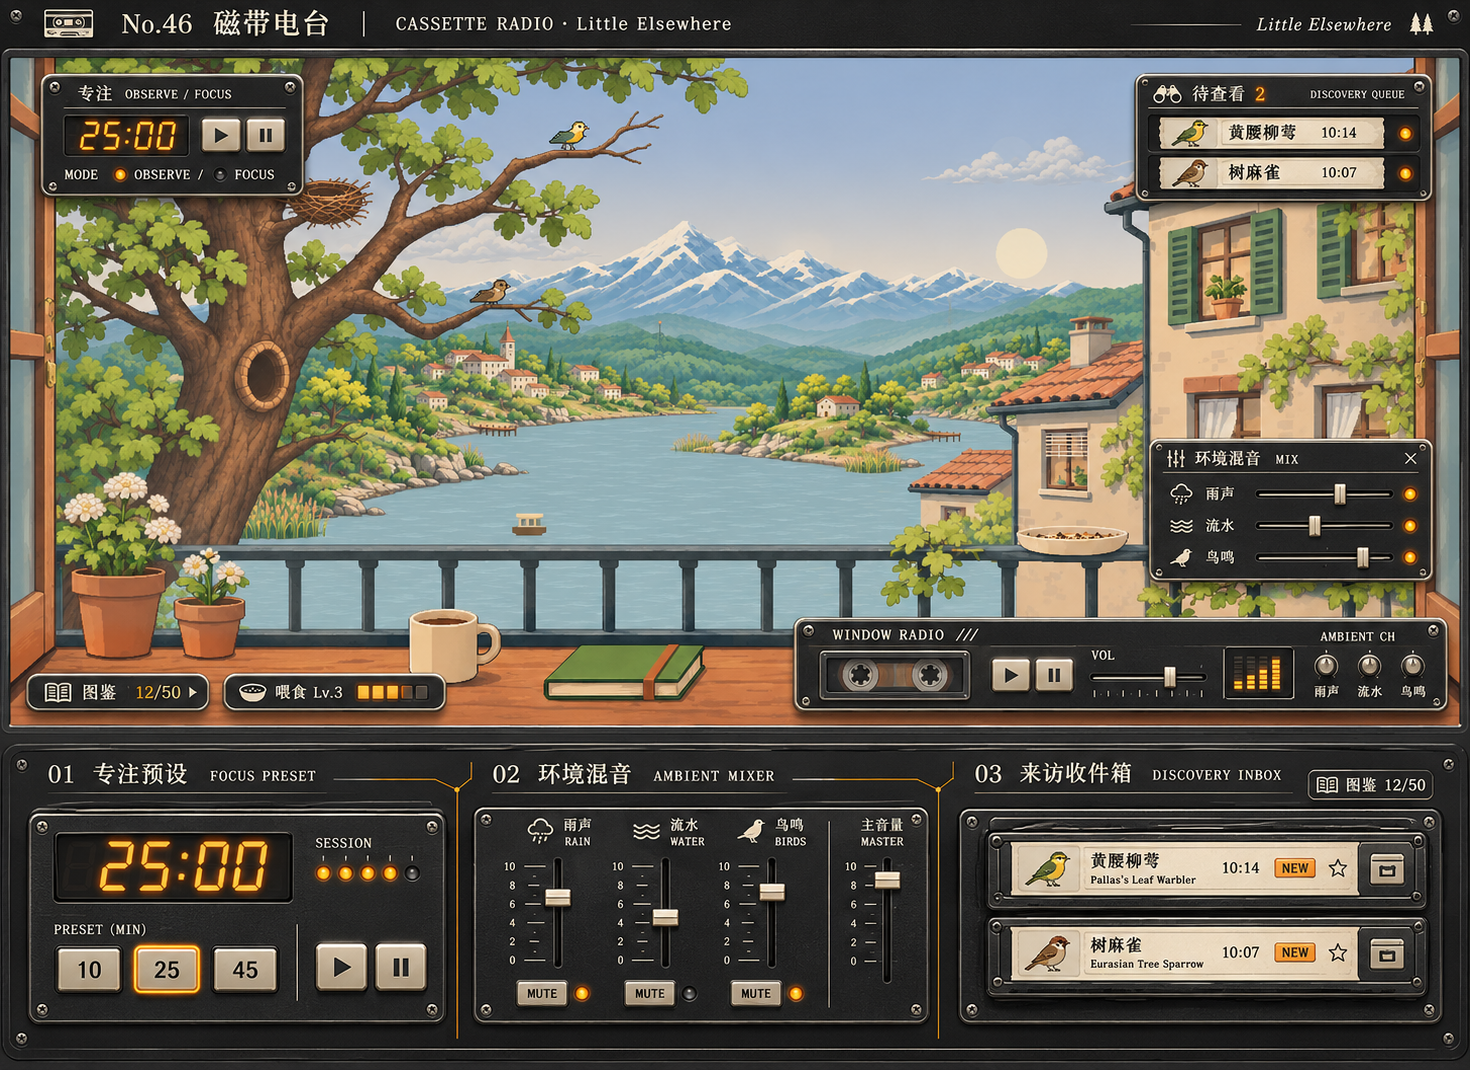 No.46 磁带电台 | CASSETTE RADIO · Little Elsewhere
Little Elsewhere
专注 OBSERVE / FOCUS
25:00
MODE OBSERVE / FOCUS
待查看 2 DISCOVERY QUEUE
黄腰柳莺 10:14
树麻雀 10:07
环境混音 MIX
雨声
流水
鸟鸣
WINDOW RADIO ///
VOL
AMBIENT CH
雨声 流水 鸟鸣
图鉴 12/50
喂食 Lv.3
01 专注预设 FOCUS PRESET
25:00
SESSION
PRESET (MIN)
10 25 45
02 环境混音 AMBIENT MIXER
雨声 流水 鸟鸣 主音量
RAIN WATER BIRDS MASTER
10 10 10 10
8 8 8 8
6 6 6 6
4 4 4 4
2 2 2 2
0 0 0 0
MUTE MUTE MUTE
03 来访收件箱 DISCOVERY INBOX
图鉴 12/50
黄腰柳莺
Pallas's Leaf Warbler
10:14 NEW
树麻雀
Eurasian Tree Sparrow
10:07 NEW